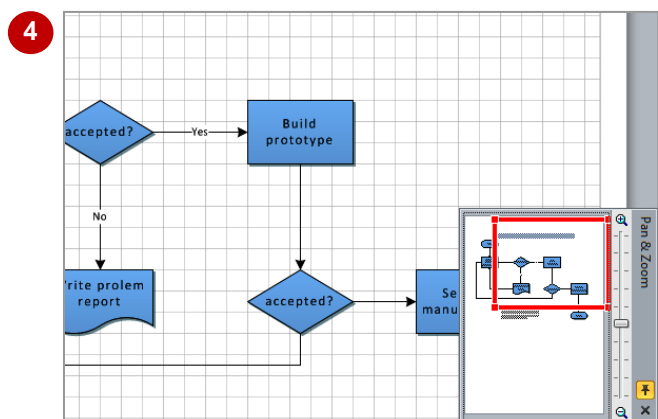 4
accepted?
Yes
Build
prototype
No
rite prolem
report
accepted?
Se
manu
Pan & Zoom